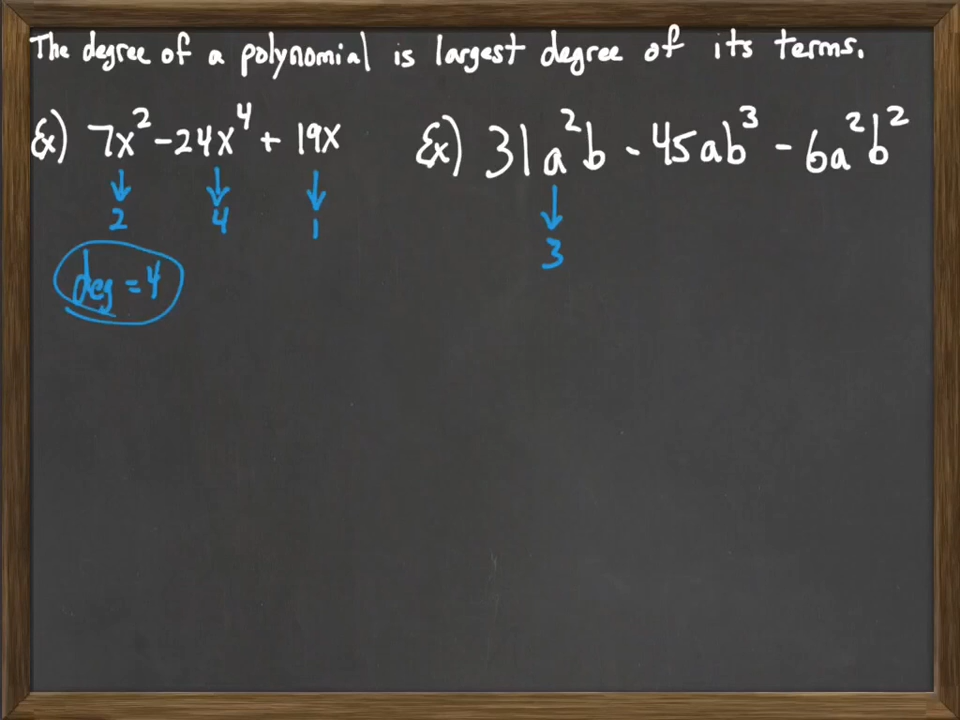 The degree of a polynomial is largest degree of its terms.
Ex) 7x² - 24x⁴ + 19x
↓ ↓ ↓
2 4 1
deg = 4
Ex) 31a²b - 45ab³ - 6a²b²
↓
3